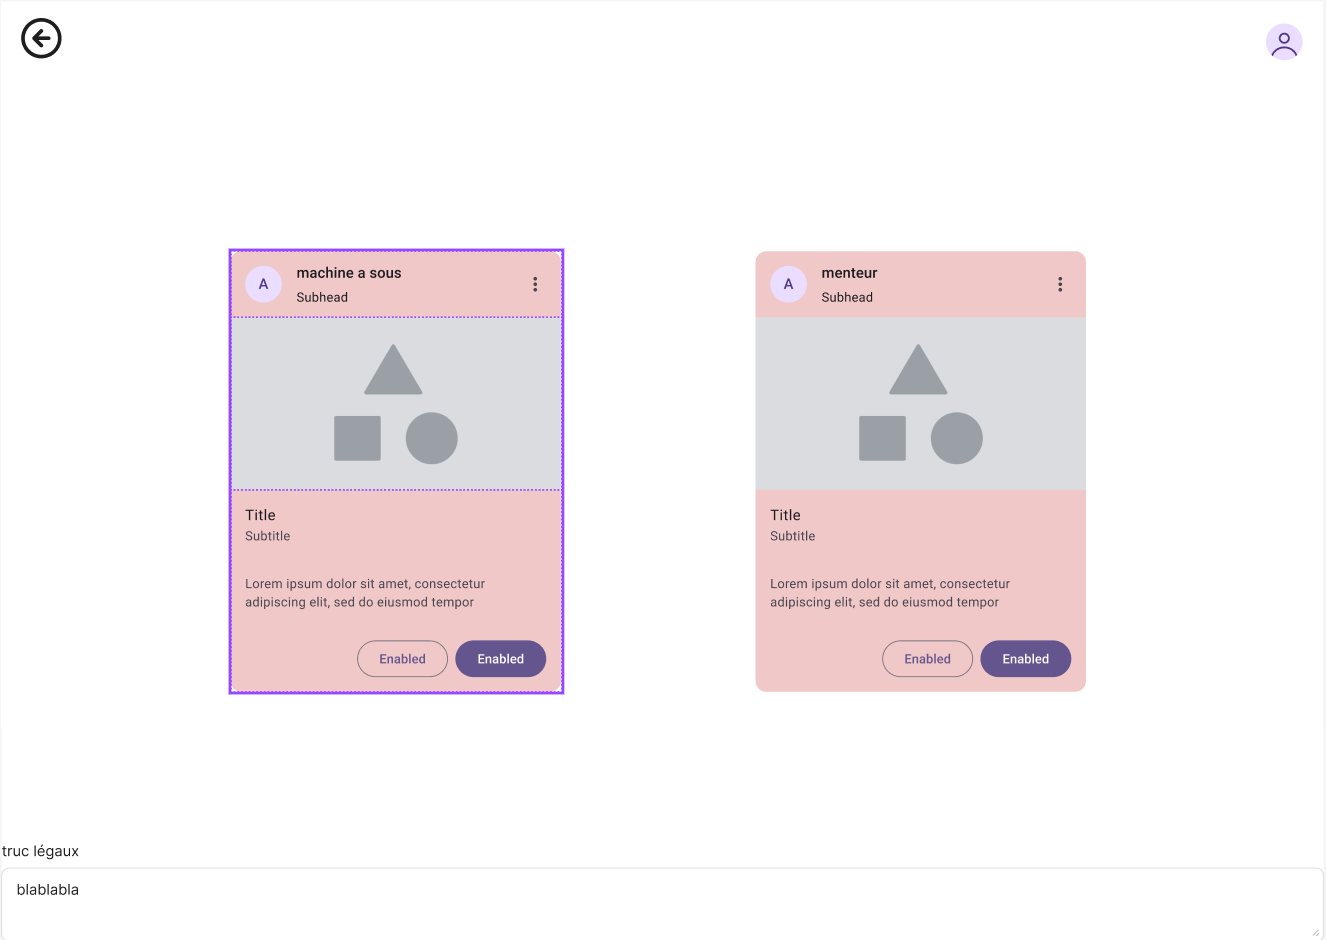 A
machine a sous
Subhead
Title
Subtitle
Lorem ipsum dolor sit amet, consectetur
adipiscing elit, sed do eiusmod tempor
Enabled
Enabled
A
menteur
Subhead
Title
Subtitle
Lorem ipsum dolor sit amet, consectetur
adipiscing elit, sed do eiusmod tempor
Enabled
Enabled
truc légaux
blablabla